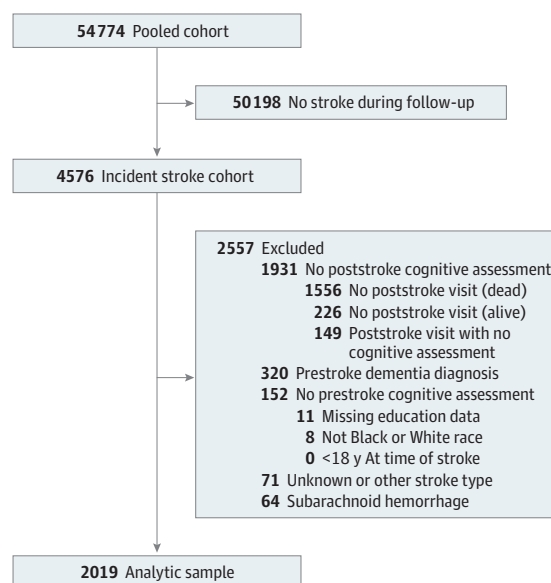 54774 Pooled cohort
50198 No stroke during follow-up
4576 Incident stroke cohort
2557 Excluded
1931 No poststroke cognitive assessment
1556 No poststroke visit (dead)
226 No poststroke visit (alive)
149 Poststroke visit with no
cognitive assessment
320 Prestroke dementia diagnosis
152 No prestroke cognitive assessment
11 Missing education data
8 Not Black or White race
0 <18 y At time of stroke
71 Unknown or other stroke type
64 Subarachnoid hemorrhage
2019 Analytic sample